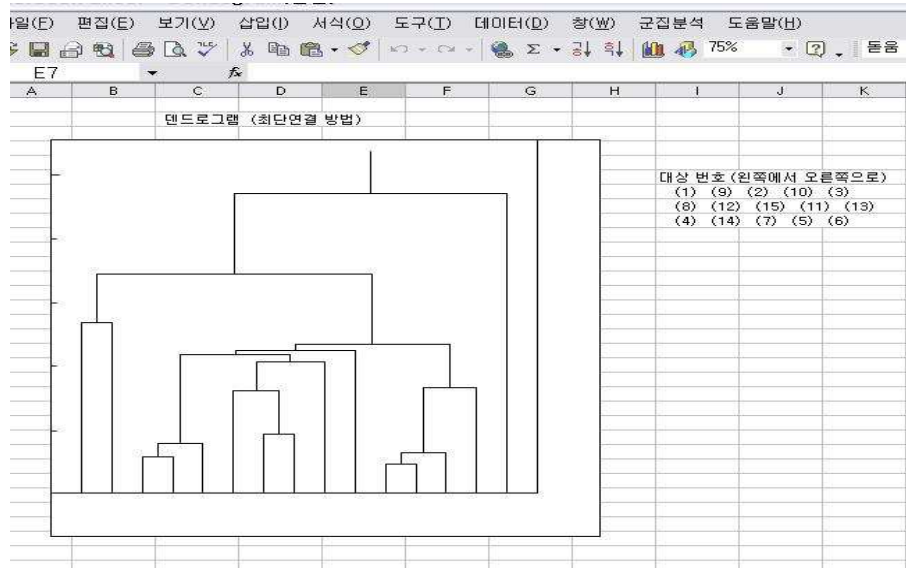 편집(E) 보기(V) 삽입(I) 서식(O) 도구(T) 데이터(D) 창(W) 군집분석 도움말(H)
75% 돋움
E7 fx
A B C D E F G H I J K
덴드로그램 (최단연결 방법)
대상 번호 (왼쪽에서 오른쪽으로)
(1) (9) (2) (10) (3)
(8) (12) (15) (11) (13)
(4) (14) (7) (5) (6)